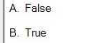 A. False
B. True